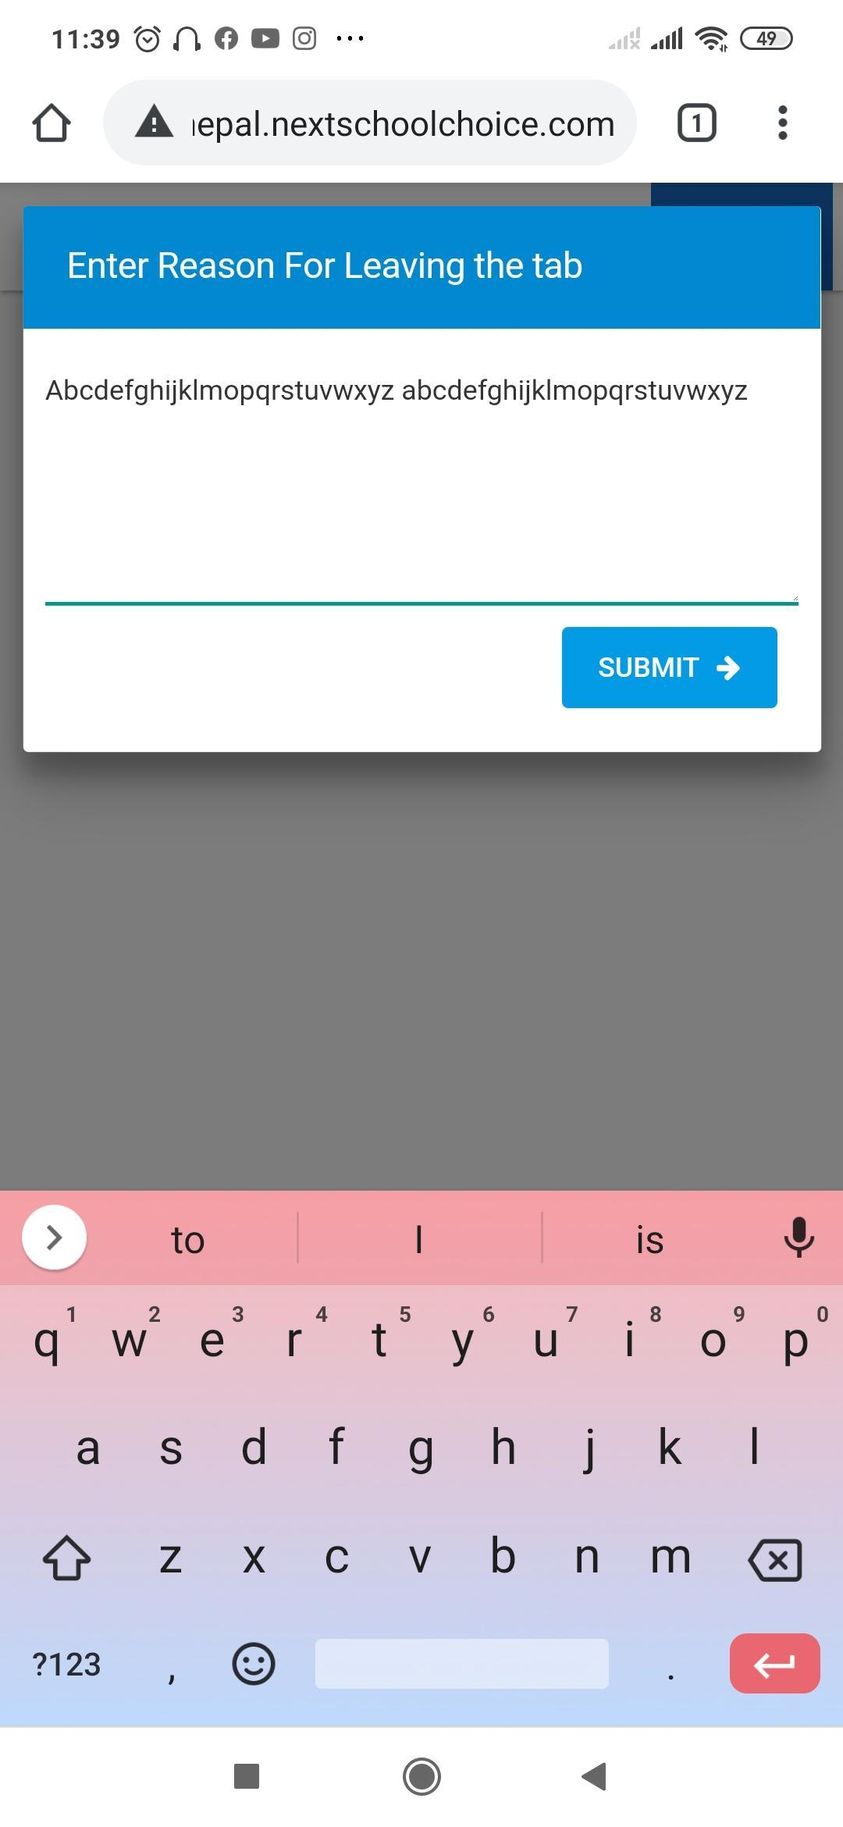 11:39 ... 49
epal.nextschoolchoice.com 1
Enter Reason For Leaving the tab
Abcdefghijklmopqrstuvwxyz abcdefghijklmopqrstuvwxyz
SUBMIT
to I is
1 2 3 4 5 6 7 8 9 0
q w e r t y u i o p
a s d f g h j k l
z x c v b n m
?123 , .